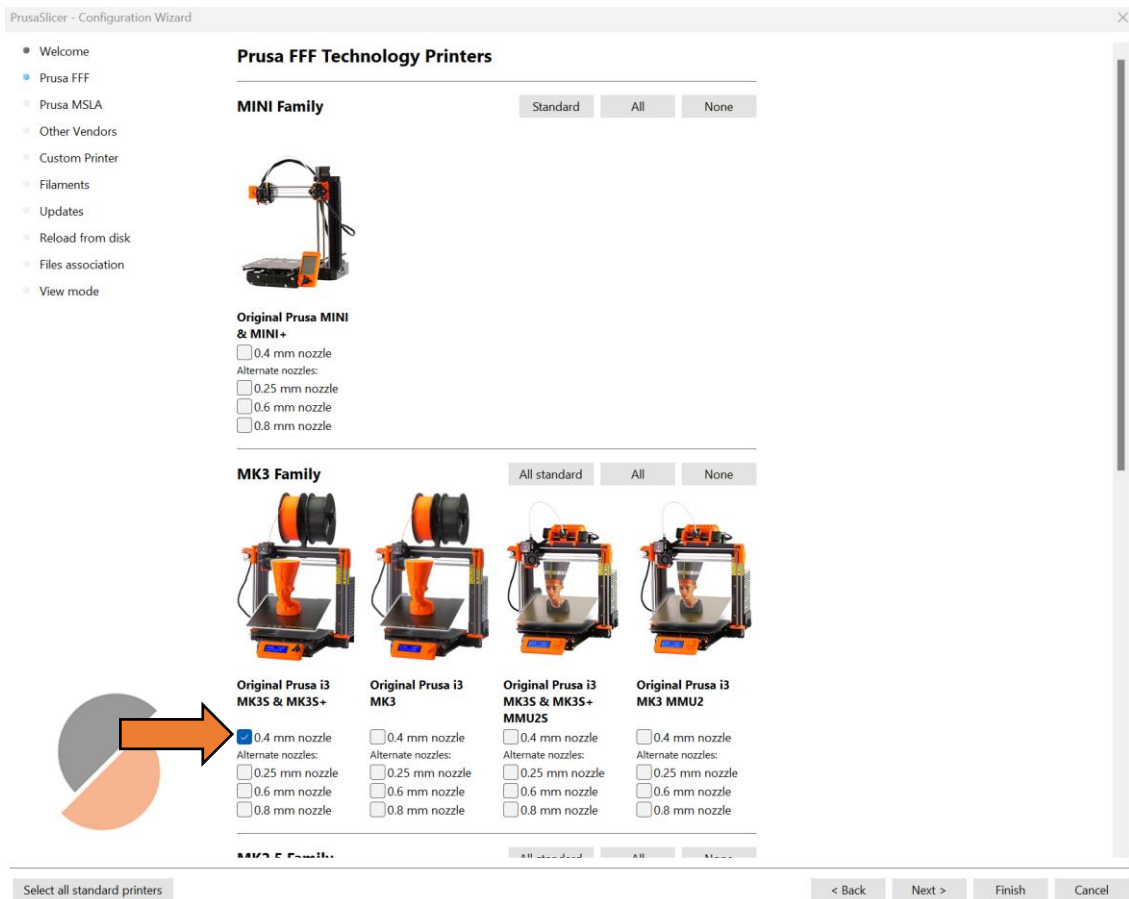 PrusaSlicer - Configuration Wizard
Welcome
Prusa FFF
Prusa MSLA
Other Vendors
Custom Printer
Filaments
Updates
Reload from disk
Files association
View mode
Prusa FFF Technology Printers
MINI Family Standard All None
Original Prusa MINI
& MINI+
0.4 mm nozzle
Alternate nozzles:
0.25 mm nozzle
0.6 mm nozzle
0.8 mm nozzle
MK3 Family All standard All None
Original Prusa i3
MK3S & MK3S+
0.4 mm nozzle
Alternate nozzles:
0.25 mm nozzle
0.6 mm nozzle
0.8 mm nozzle
Original Prusa i3
MK3
0.4 mm nozzle
Alternate nozzles:
0.25 mm nozzle
0.6 mm nozzle
0.8 mm nozzle
Original Prusa i3
MK3S & MK3S+
MMU2S
0.4 mm nozzle
Alternate nozzles:
0.25 mm nozzle
0.6 mm nozzle
0.8 mm nozzle
Original Prusa i3
MK3 MMU2
0.4 mm nozzle
Alternate nozzles:
0.25 mm nozzle
0.6 mm nozzle
0.8 mm nozzle
MK2.5 Family All standard All None
Select all standard printers < Back Next > Finish Cancel